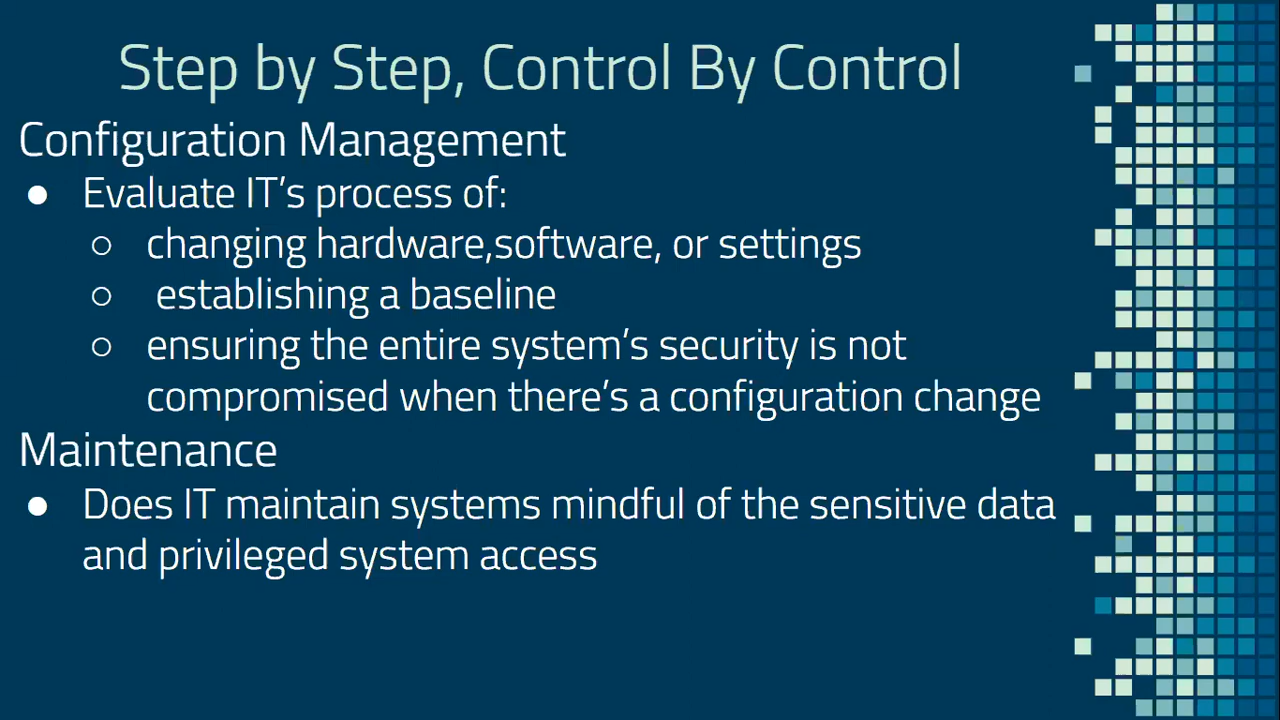 Step by Step, Control By Control
Configuration Management
● Evaluate IT’s process of:
○ changing hardware,software, or settings
○ establishing a baseline
○ ensuring the entire system’s security is not
compromised when there’s a configuration change
Maintenance
● Does IT maintain systems mindful of the sensitive data
and privileged system access